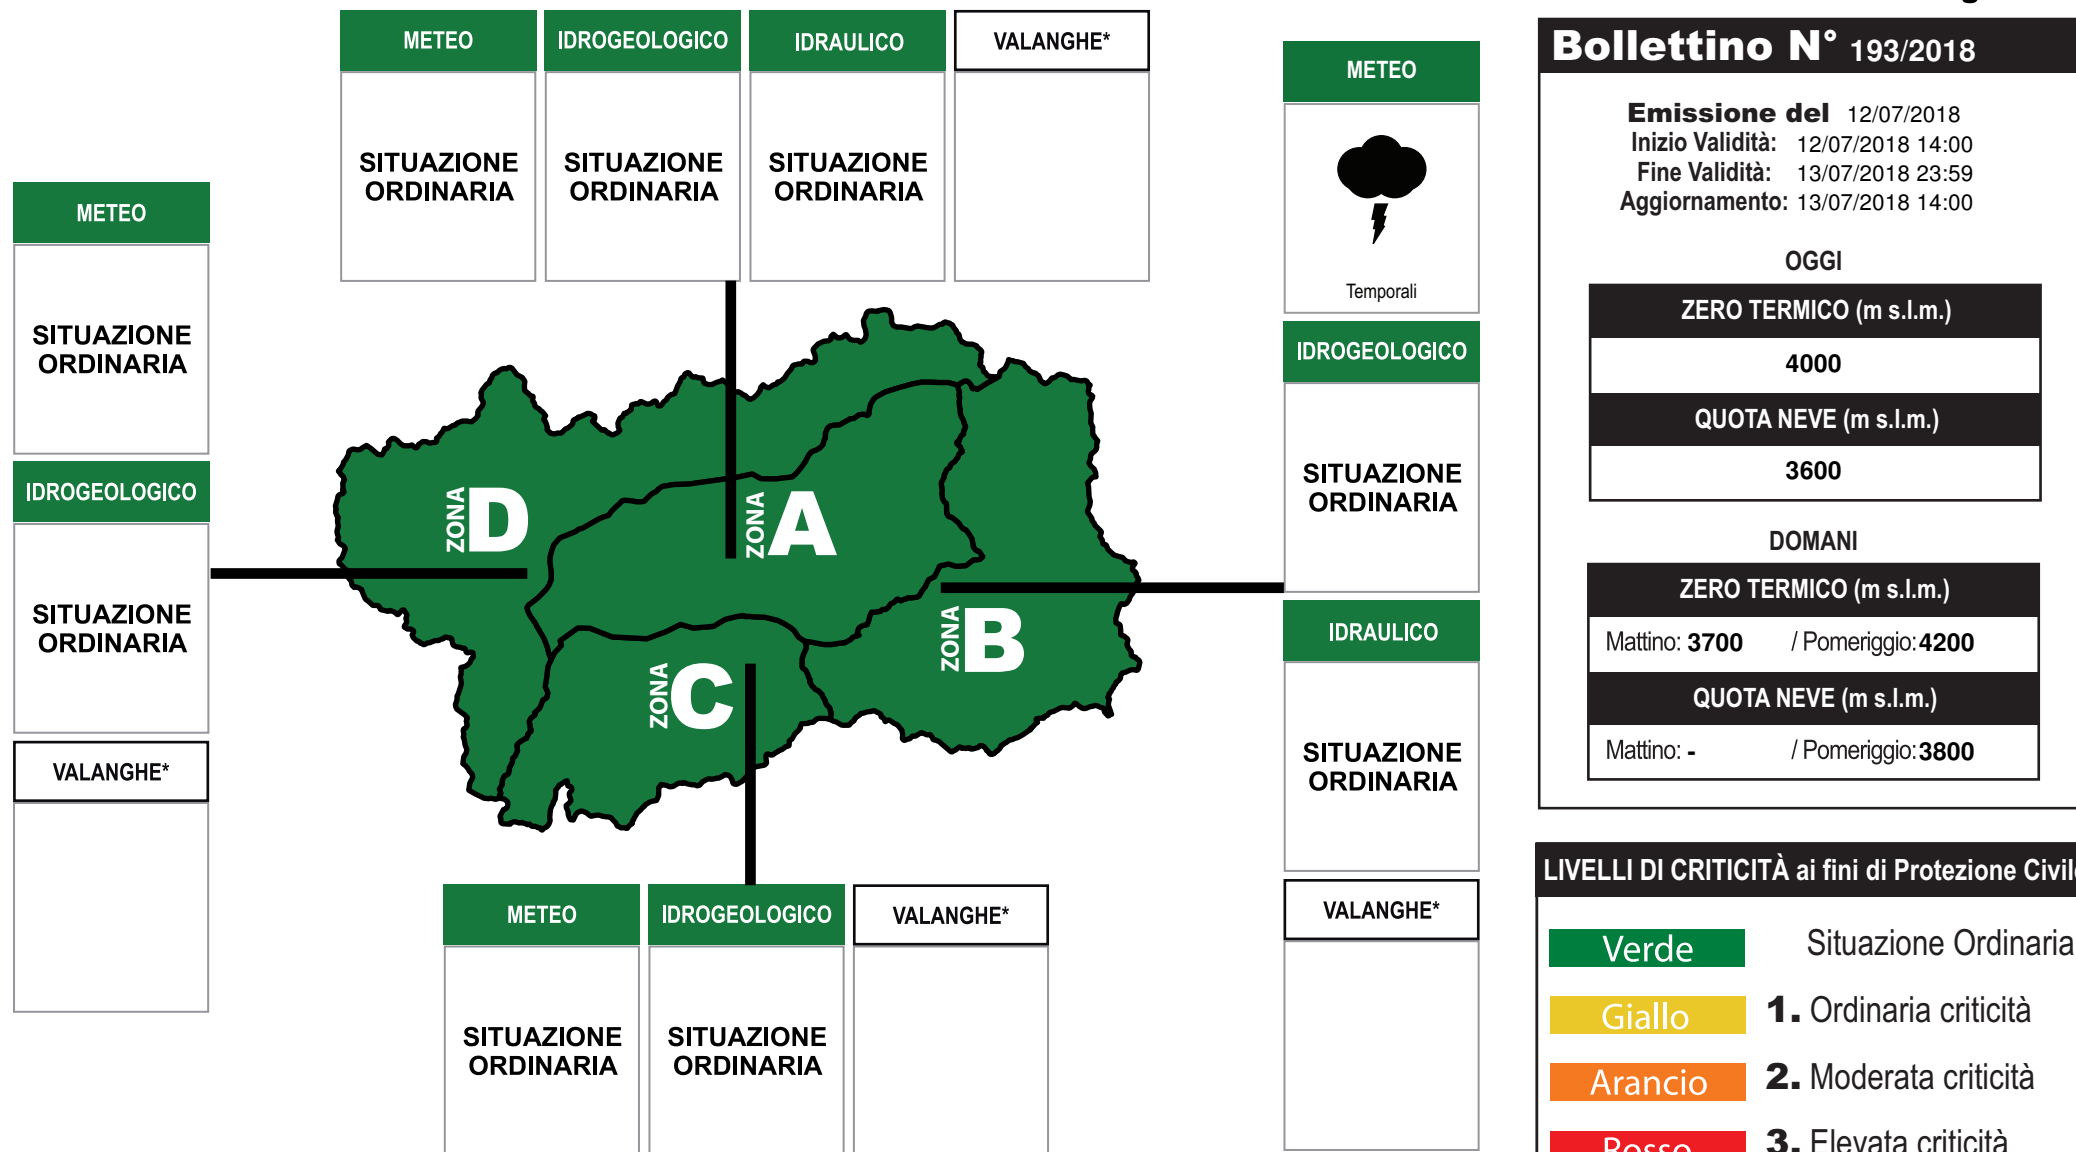 METEO
IDROGEOLOGICO
IDRAULICO
VALANGHE*
SITUAZIONE
ORDINARIA
SITUAZIONE
ORDINARIA
SITUAZIONE
ORDINARIA
METEO
SITUAZIONE
ORDINARIA
IDROGEOLOGICO
SITUAZIONE
ORDINARIA
VALANGHE*
ZONA D
ZONA A
ZONA B
ZONA C
METEO
Temporali
IDROGEOLOGICO
SITUAZIONE
ORDINARIA
IDRAULICO
SITUAZIONE
ORDINARIA
VALANGHE*
METEO
IDROGEOLOGICO
VALANGHE*
SITUAZIONE
ORDINARIA
SITUAZIONE
ORDINARIA
Bollettino N° 193/2018
Emissione del 12/07/2018
Inizio Validità: 12/07/2018 14:00
Fine Validità: 13/07/2018 23:59
Aggiornamento: 13/07/2018 14:00
OGGI
ZERO TERMICO (m s.l.m.)
4000
QUOTA NEVE (m s.l.m.)
3600
DOMANI
ZERO TERMICO (m s.l.m.)
Mattino: 3700 / Pomeriggio: 4200
QUOTA NEVE (m s.l.m.)
Mattino: - / Pomeriggio: 3800
LIVELLI DI CRITICITÀ ai fini di Protezione Civile
Verde Situazione Ordinaria
Giallo 1. Ordinaria criticità
Arancio 2. Moderata criticità
Rosso 3. Elevata criticità